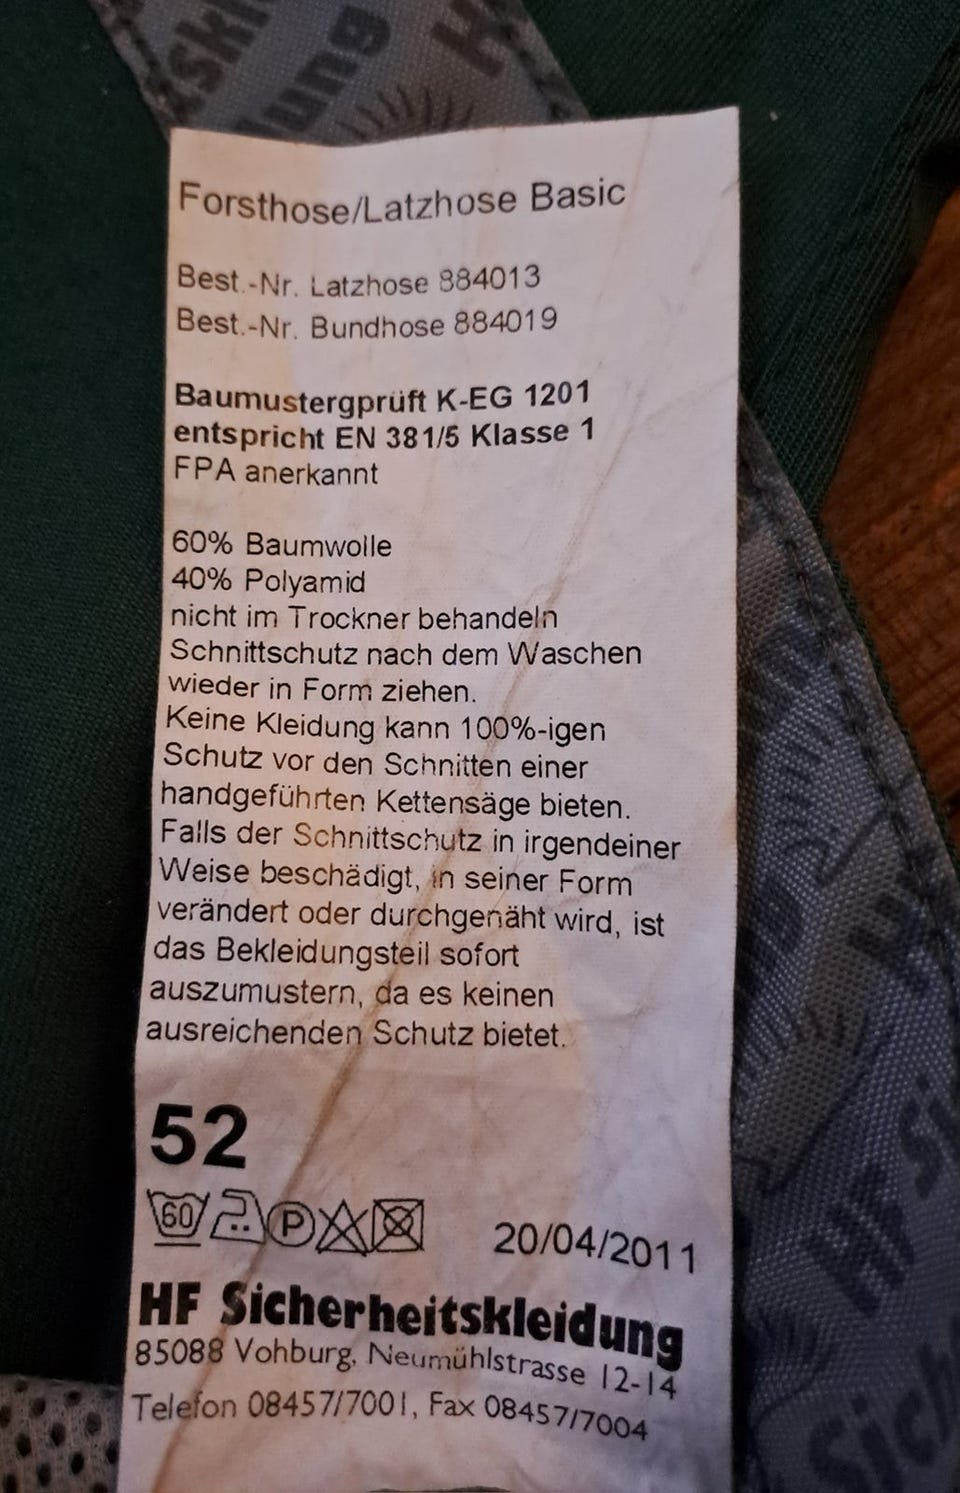 Forsthose/Latzhose Basic
Best.-Nr. Latzhose 884013
Best.-Nr. Bundhose 884019
Baumustergprüft K-EG 1201
entspricht EN 381/5 Klasse 1
FPA anerkannt
60% Baumwolle
40% Polyamid
nicht im Trockner behandeln
Schnittschutz nach dem Waschen
wieder in Form ziehen.
Keine Kleidung kann 100%-igen
Schutz vor den Schnitten einer
handgeführten Kettensäge bieten.
Falls der Schnittschutz in irgendeiner
Weise beschädigt, in seiner Form
verändert oder durchgenäht wird, ist
das Bekleidungsteil sofort
auszumustern, da es keinen
ausreichenden Schutz bietet.
52
60 P 20/04/2011
HF Sicherheitskleidung
85088 Vohburg, Neumühlstrasse 12-14
Telefon 08457/7001, Fax 08457/7004